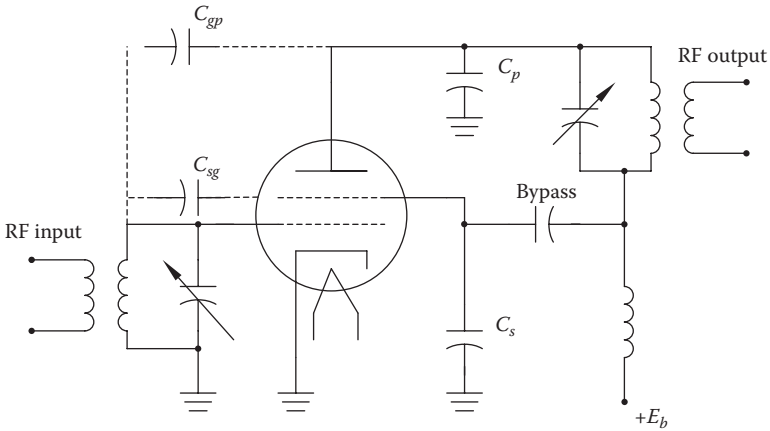 C_gp
RF output
C_p
C_sg
Bypass
RF input
C_s
+E_b